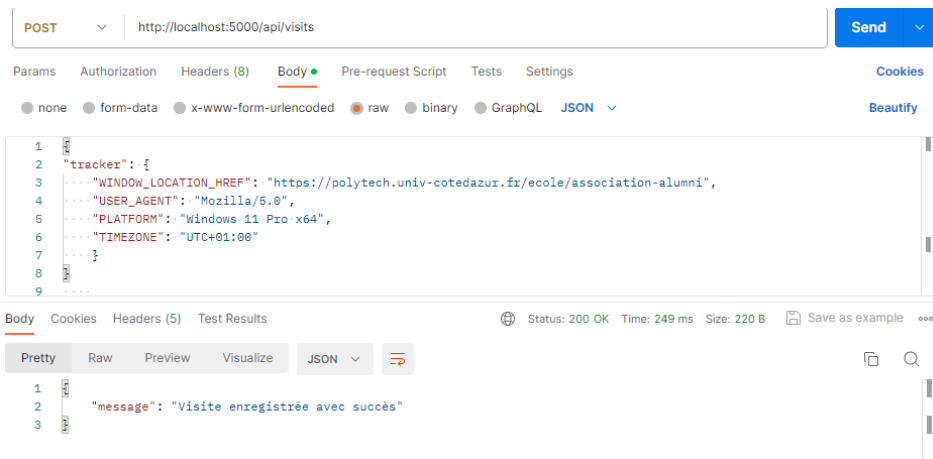 POST http://localhost:5000/api/visits Send
Params Authorization Headers (8) Body Pre-request Script Tests Settings Cookies
none form-data x-www-form-urlencoded raw binary GraphQL JSON Beautify
1 {
2 "tracker": {
3 ····"WINDOW_LOCATION_HREF":·"https://polytech.univ-cotedazur.fr/ecole/association-alumni",
4 ····"USER_AGENT":·"Mozilla/5.0",
5 ····"PLATFORM":·"Windows·11·Pro·x64",
6 ····"TIMEZONE":·"UTC+01:00"
7 ····}
8 }
9 ····
Body Cookies Headers (5) Test Results Status: 200 OK Time: 249 ms Size: 220 B Save as example
Pretty Raw Preview Visualize JSON
1 {
2 "message": "Visite enregistrée avec succès"
3 }